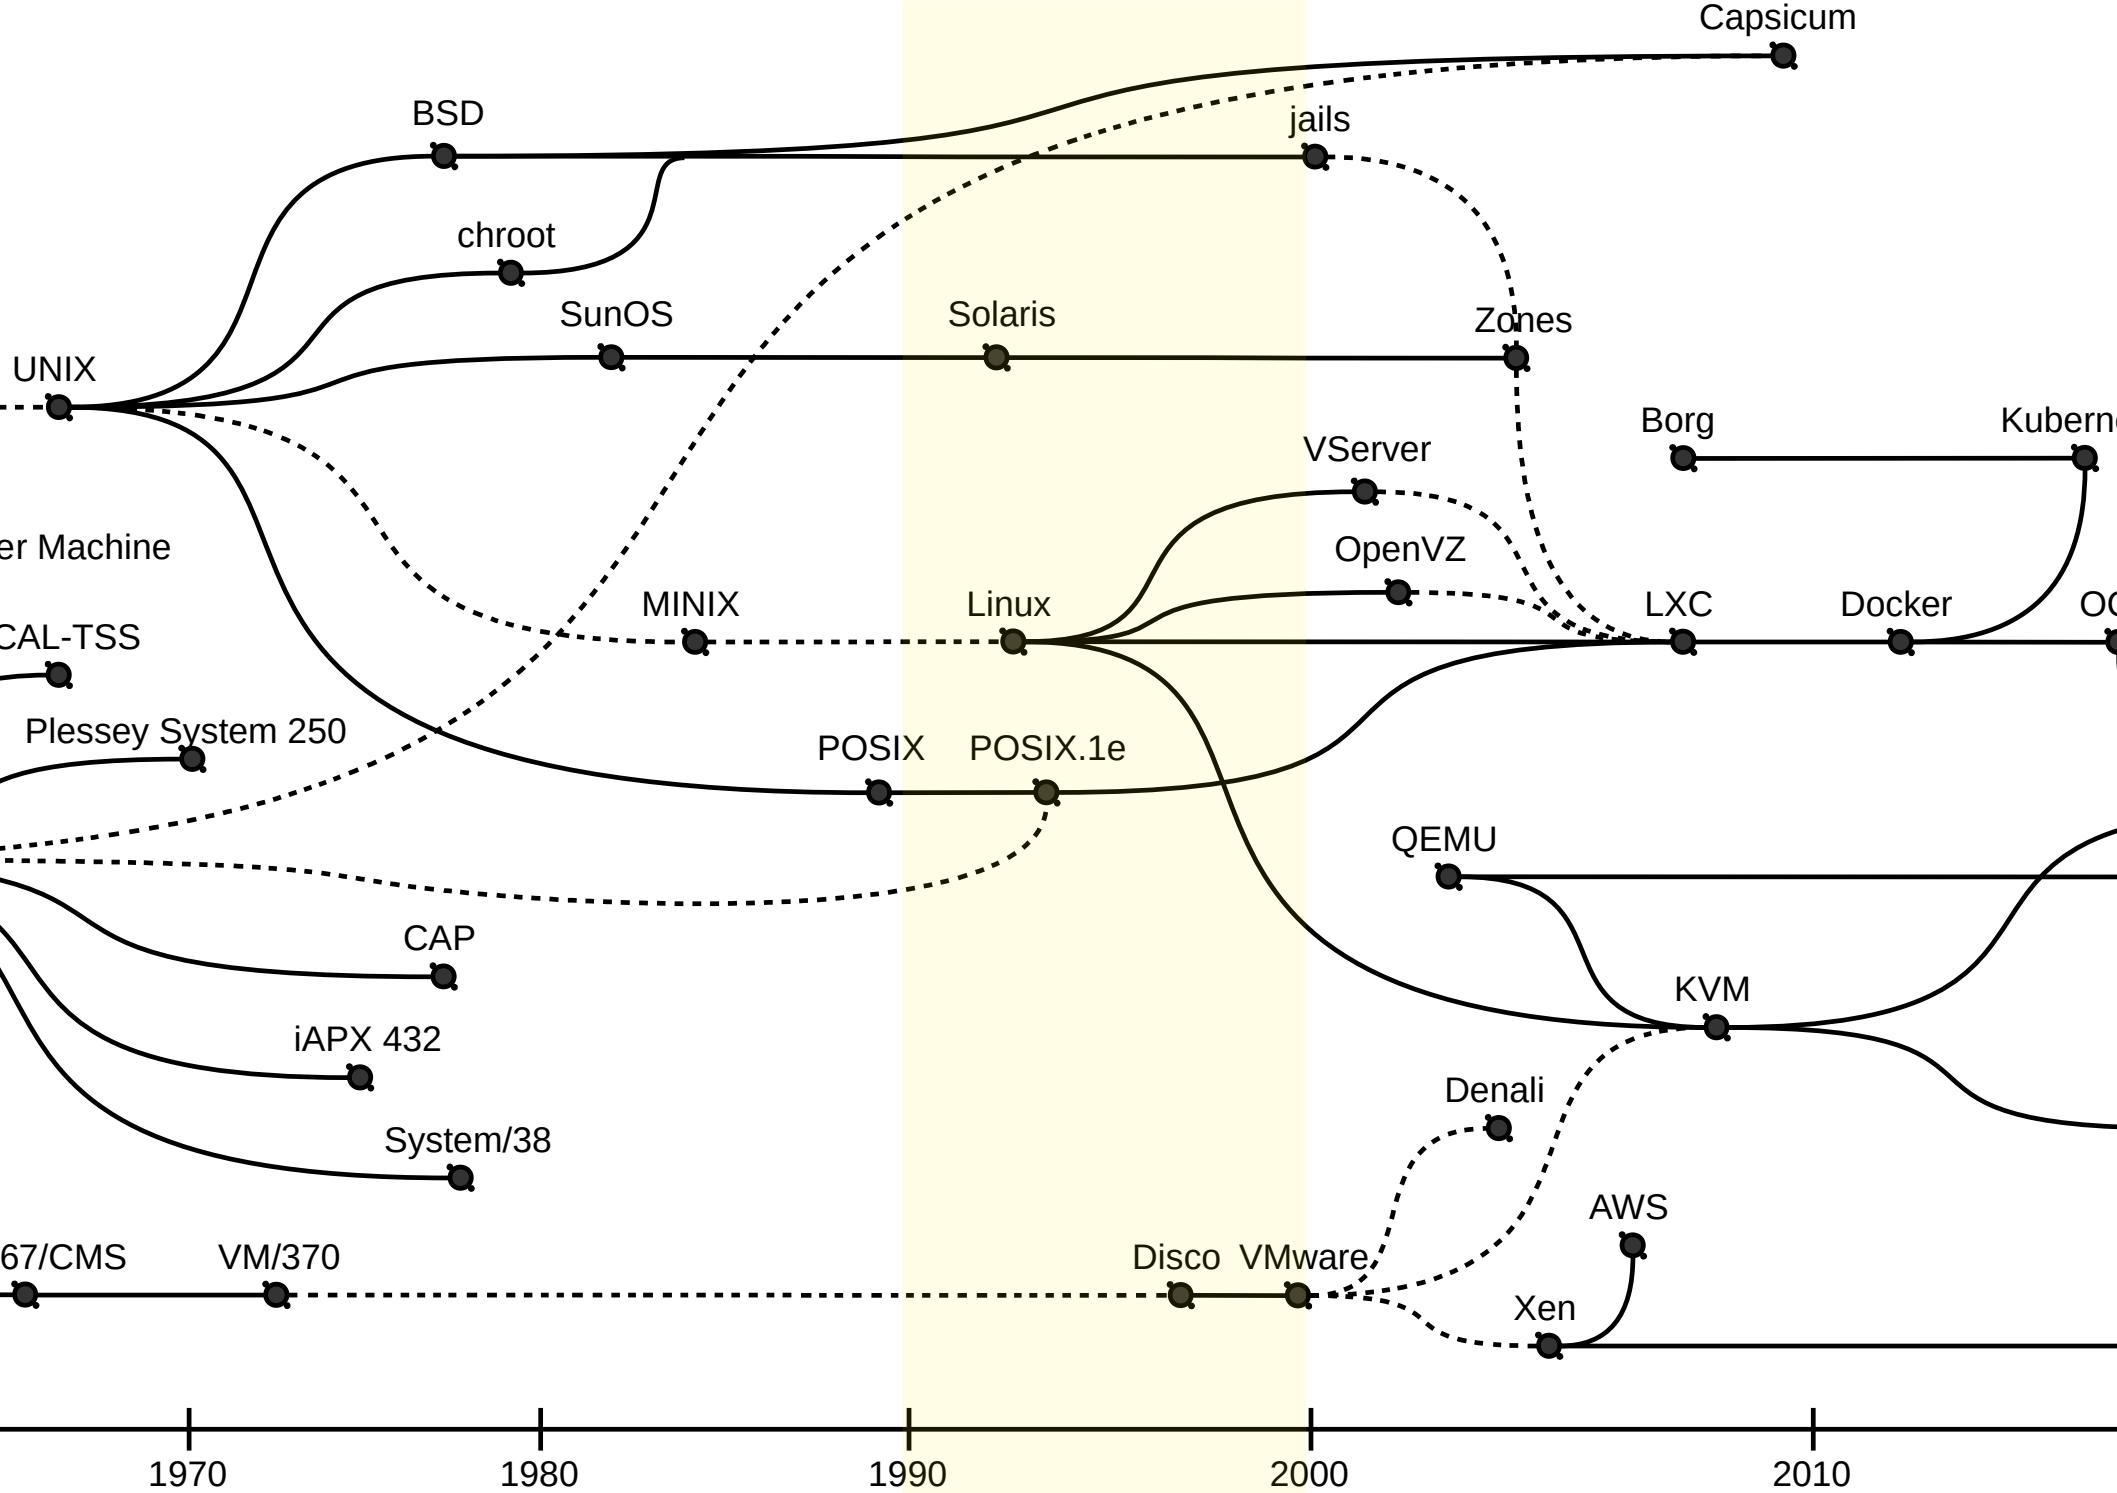 Capsicum
BSD
jails
chroot
SunOS
Solaris
Zones
UNIX
Borg
Kuberne
VServer
er Machine
OpenVZ
MINIX
Linux
LXC
Docker
OC
CAL-TSS
Plessey System 250
POSIX
POSIX.1e
QEMU
CAP
KVM
iAPX 432
Denali
System/38
AWS
67/CMS
VM/370
Disco
VMware
Xen
1970
1980
1990
2000
2010